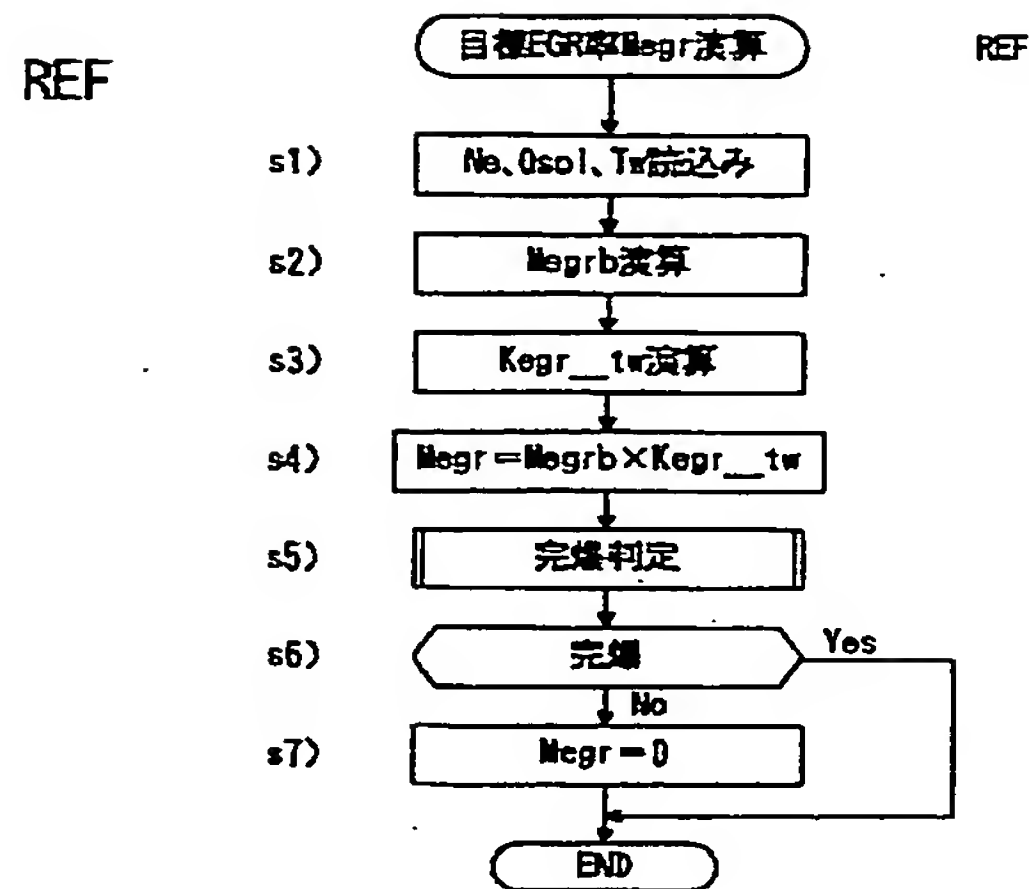 REF
目標EGR率Megr演算
REF
s1)
Ne、Qsol、Tw読込み
s2)
Megrb演算
s3)
Kegr__tw演算
s4)
Megr=Megrb×Kegr__tw
s5)
完爆判定
s6)
完爆
Yes
No
s7)
Megr=0
END